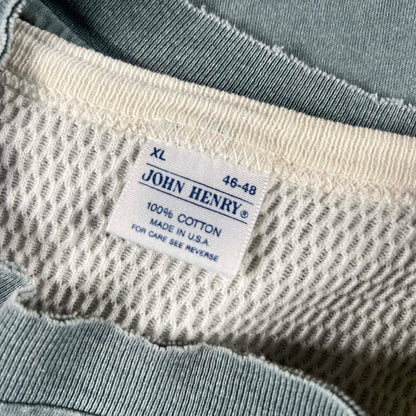 XL 46-48
JOHN HENRY®
100% COTTON
MADE IN U.S.A.
FOR CARE SEE REVERSE